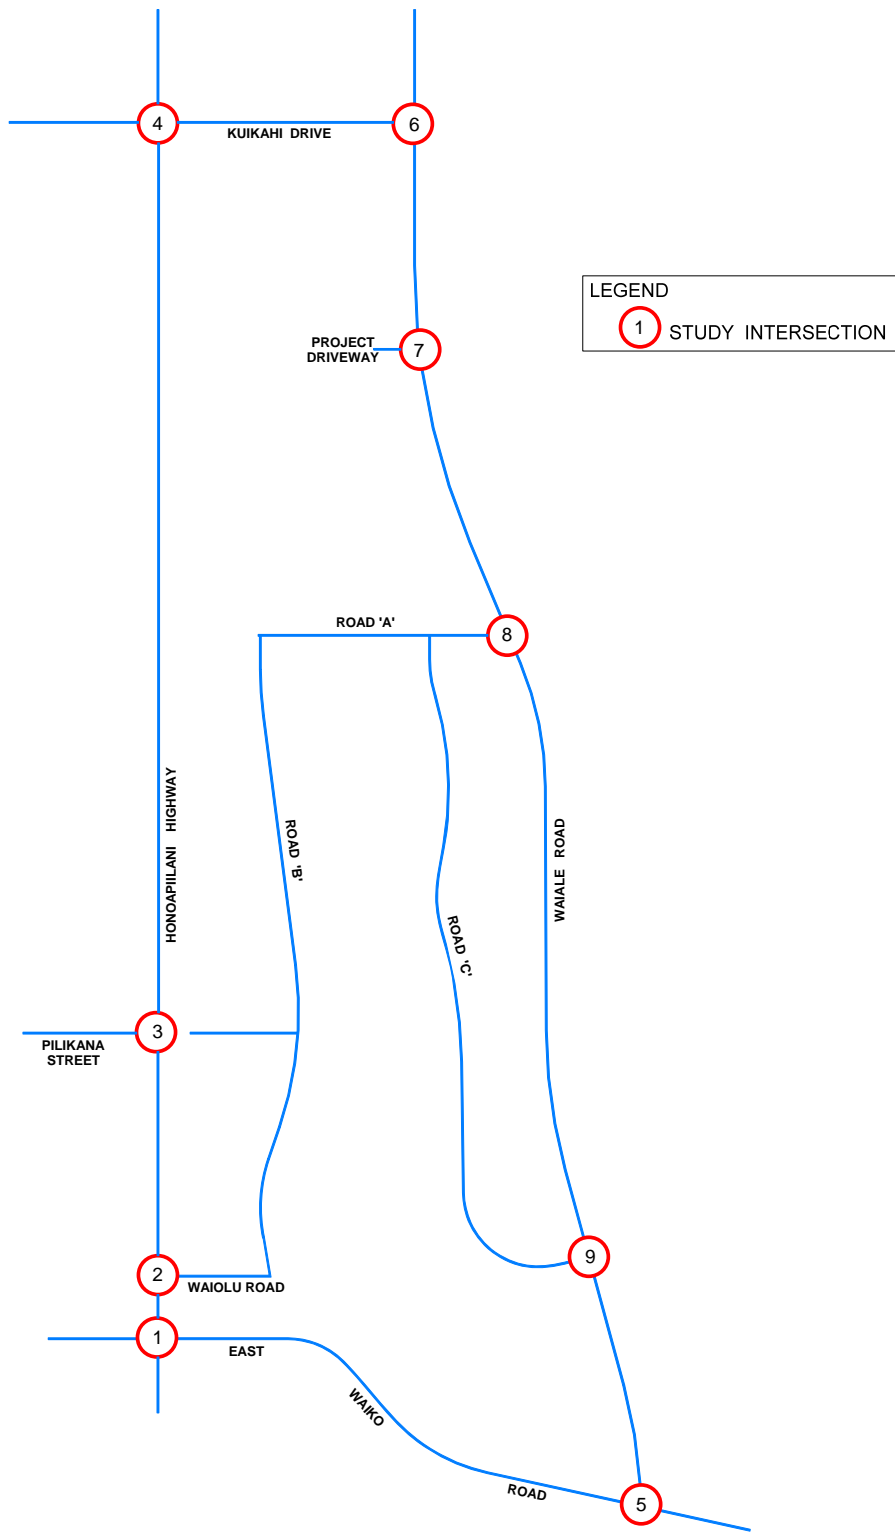 4
KUIKAHI DRIVE
6
LEGEND
1 STUDY INTERSECTION
PROJECT
DRIVEWAY
7
ROAD 'A'
8
HONOAPIILANI HIGHWAY
ROAD 'B'
ROAD 'C'
WAIALE ROAD
3
PILIKANA
STREET
2
WAIOLU ROAD
9
1
EAST
WAIKO
ROAD
5